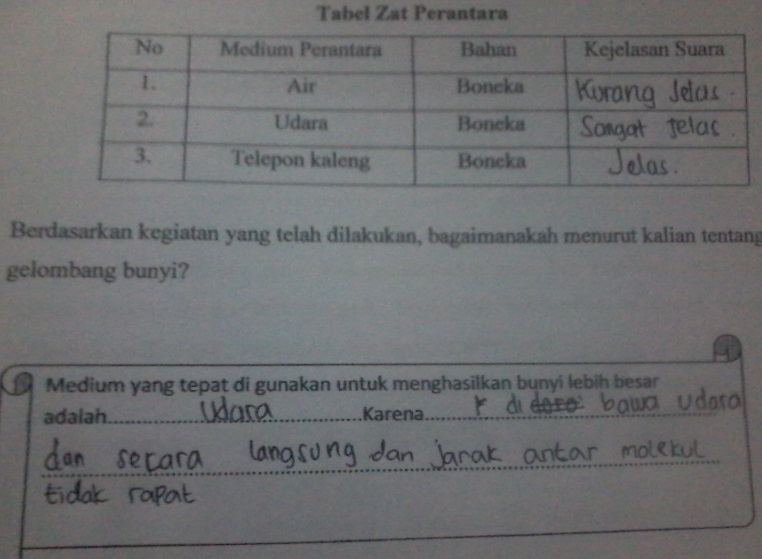 Tabel Zat Perantara
No Medium Perantara Bahan Kejelasan Suara
1. Air Boneka Kurang Jelas.
2. Udara Boneka Sangat Jelas.
3. Telepon kaleng Boneka Jelas.
Berdasarkan kegiatan yang telah dilakukan, bagaimanakah menurut kalian tentang
gelombang bunyi?
Medium yang tepat di gunakan untuk menghasilkan bunyi lebih besar
adalah Udara Karena di bawa udara
dan secara langsung dan jarak antar molekul
tidak rapat